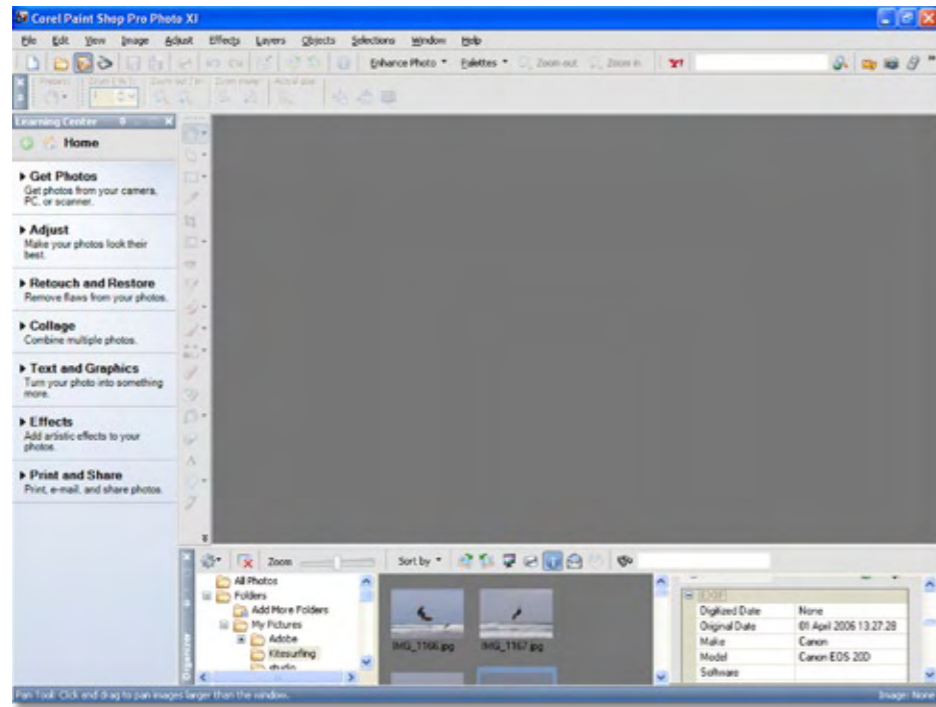 Corel Paint Shop Pro Photo XI
File Edit View Image Adjust Effects Layers Objects Selections Window Help
Enhance Photo Palettes Zoom out Zoom in
Learning Center
Home
Get Photos
Get photos from your camera,
PC, or scanner.
Adjust
Make your photos look their
best.
Retouch and Restore
Remove flaws from your photos.
Collage
Combine multiple photos.
Text and Graphics
Turn your photo into something
more.
Effects
Add artistic effects to your
photos.
Print and Share
Print, e-mail, and share photos.
Organizer
Zoom Sort by
All Photos
Folders
Add More Folders
My Pictures
Adobe
Kitesurfing
studio
IMG_1166.jpg IMG_1167.jpg
EXIF
Digitized Date None
Original Date 01 April 2006 13:27:28
Make Canon
Model Canon EOS 20D
Software
Pan Tool: Click and drag to pan images larger than the window. Image: None